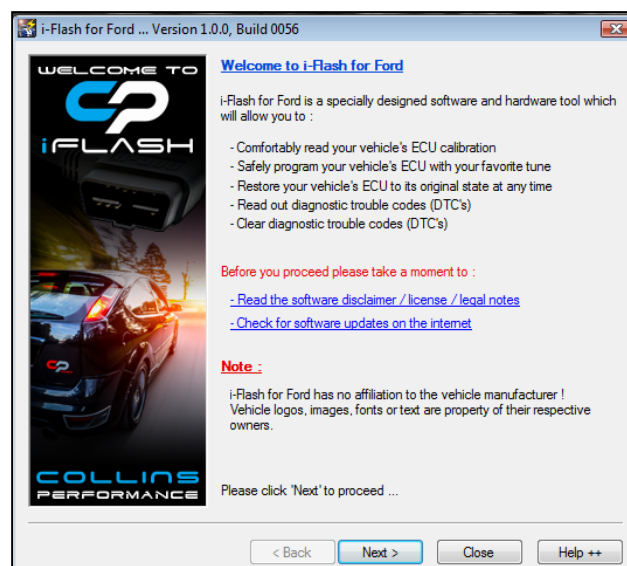 i-Flash for Ford ... Version 1.0.0, Build 0056
WELCOME TO
CP
iFLASH
Welcome to i-Flash for Ford
i-Flash for Ford is a specially designed software and hardware tool which
will allow you to :
- Comfortably read your vehicle's ECU calibration
- Safely program your vehicle's ECU with your favorite tune
- Restore your vehicle's ECU to its original state at any time
- Read out diagnostic trouble codes (DTC's)
- Clear diagnostic trouble codes (DTC's)
Before you proceed please take a moment to :
- Read the software disclaimer / license / legal notes
- Check for software updates on the internet
Note :
i-Flash for Ford has no affiliation to the vehicle manufacturer !
Vehicle logos, images, fonts or text are property of their respective
owners.
CP
COLLINS
PERFORMANCE
Please click 'Next' to proceed ...
< Back
Next >
Close
Help ++